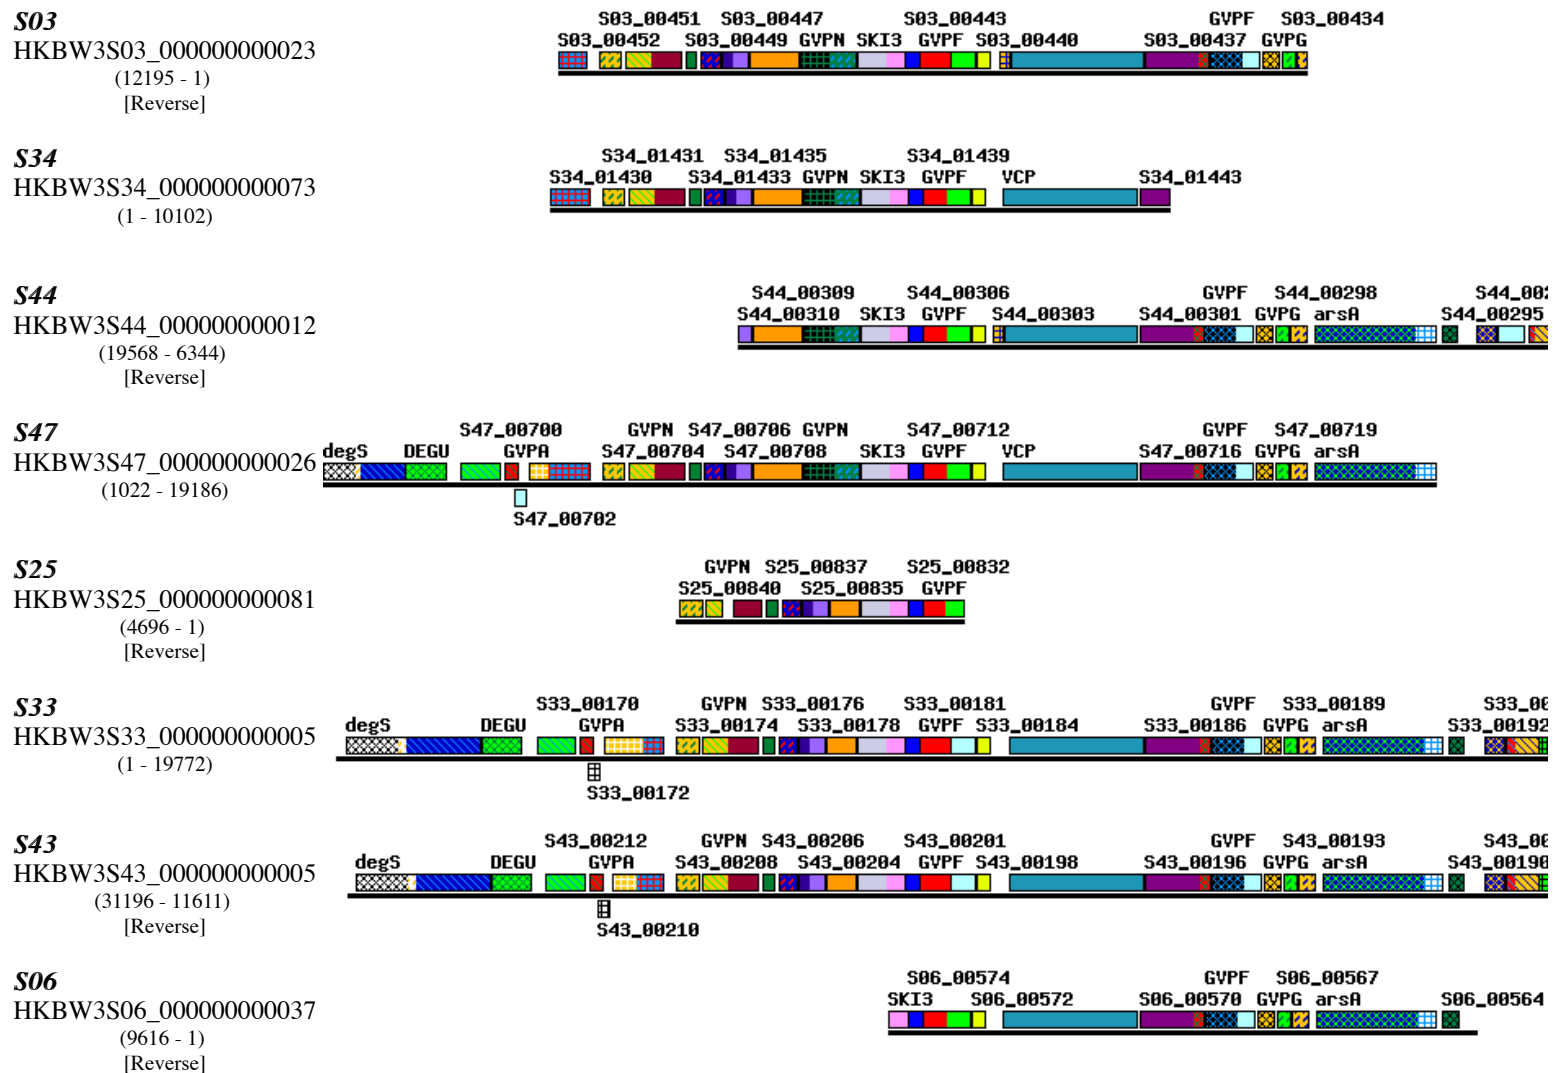 S03
HKBW3S03_000000000023
(12195 - 1)
[Reverse]
S03_00451 S03_00447 S03_00443 GVPF S03_00434
S03_00452 S03_00449 GVPN SKI3 GVPF S03_00440 S03_00437 GVPG
S34
HKBW3S34_000000000073
(1 - 10102)
S34_01431 S34_01435 S34_01439
S34_01430 S34_01433 GVPN SKI3 GVPF VCP S34_01443
S44
HKBW3S44_000000000012
(19568 - 6344)
[Reverse]
S44_00309 S44_00306 GVPF S44_00298 S44_002
S44_00310 SKI3 GVPF S44_00303 S44_00301 GVPG arsA S44_00295
S47
HKBW3S47_000000000026
(1022 - 19186)
S47_00700 GVPN S47_00706 GVPN S47_00712 GVPF S47_00719
degS DEGU GVPA S47_00704 S47_00708 SKI3 GVPF VCP S47_00716 GVPG arsA
S47_00702
S25
HKBW3S25_000000000081
(4696 - 1)
[Reverse]
GVPN S25_00837 S25_00832
S25_00840 S25_00835 GVPF
S33
HKBW3S33_000000000005
(1 - 19772)
S33_00170 GVPN S33_00176 S33_00181 GVPF S33_00189 S33_00
degS DEGU GVPA S33_00174 S33_00178 GVPF S33_00184 S33_00186 GVPG arsA S33_00192
S33_00172
S43
HKBW3S43_000000000005
(31196 - 11611)
[Reverse]
S43_00212 GVPN S43_00206 S43_00201 GVPF S43_00193 S43_00
degS DEGU GVPA S43_00208 S43_00204 GVPF S43_00198 S43_00196 GVPG arsA S43_00190
S43_00210
S06
HKBW3S06_000000000037
(9616 - 1)
[Reverse]
S06_00574 GVPF S06_00567
SKI3 S06_00572 S06_00570 GVPG arsA S06_00564